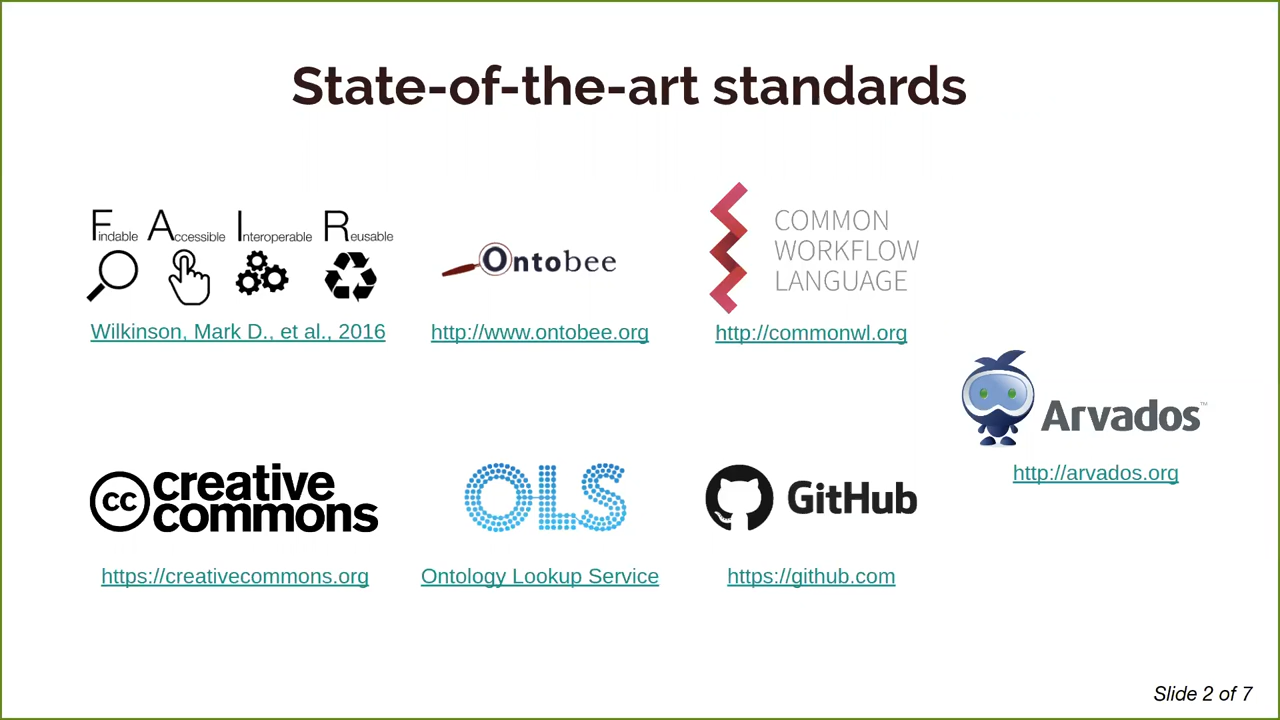 State-of-the-art standards
Findable Accessible Interoperable Reusable
Wilkinson, Mark D., et al., 2016
Ontobee
http://www.ontobee.org
COMMON
WORKFLOW
LANGUAGE
http://commonwl.org
Arvados™
http://arvados.org
cc creative
commons
https://creativecommons.org
OLS
Ontology Lookup Service
GitHub
https://github.com
Slide 2 of 7